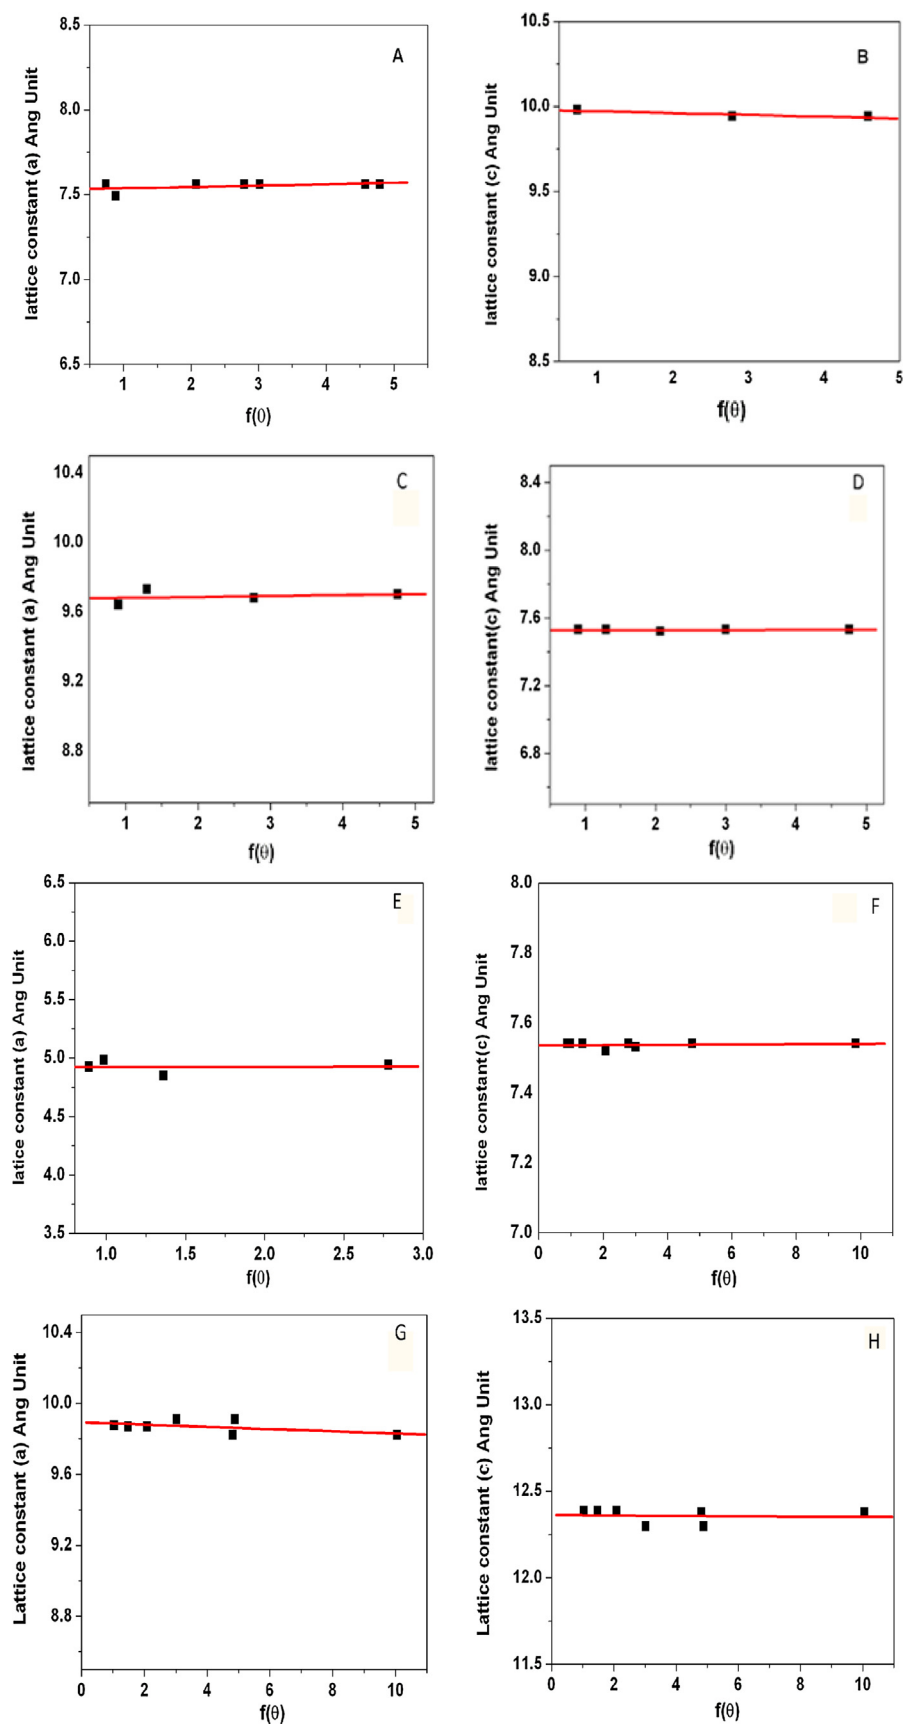 A
lattice constant (a) Ang Unit
8.5
8.0
7.5
7.0
6.5
1 2 3 4 5
f(θ)
B
lattice constant (c) Ang Unit
10.5
10.0
9.5
9.0
8.5
1 2 3 4 5
f(θ)
C
lattice constant (a) Ang Unit
10.4
10.0
9.6
9.2
8.8
1 2 3 4 5
f(θ)
D
lattice constant(c) Ang Unit
8.4
8.0
7.6
7.2
6.8
1 2 3 4 5
f(θ)
E
latice constant (a) Ang Unit
6.5
6.0
5.5
5.0
4.5
4.0
3.5
1.0 1.5 2.0 2.5 3.0
f(θ)
F
lattice constant(c) Ang Unit
8.0
7.8
7.6
7.4
7.2
7.0
0 2 4 6 8 10
f(θ)
G
Lattice constant (a) Ang Unit
10.4
10.0
9.6
9.2
8.8
0 2 4 6 8 10
f(θ)
H
Lattice constant (c) Ang Unit
13.5
13.0
12.5
12.0
11.5
0 2 4 6 8 10
f(θ)